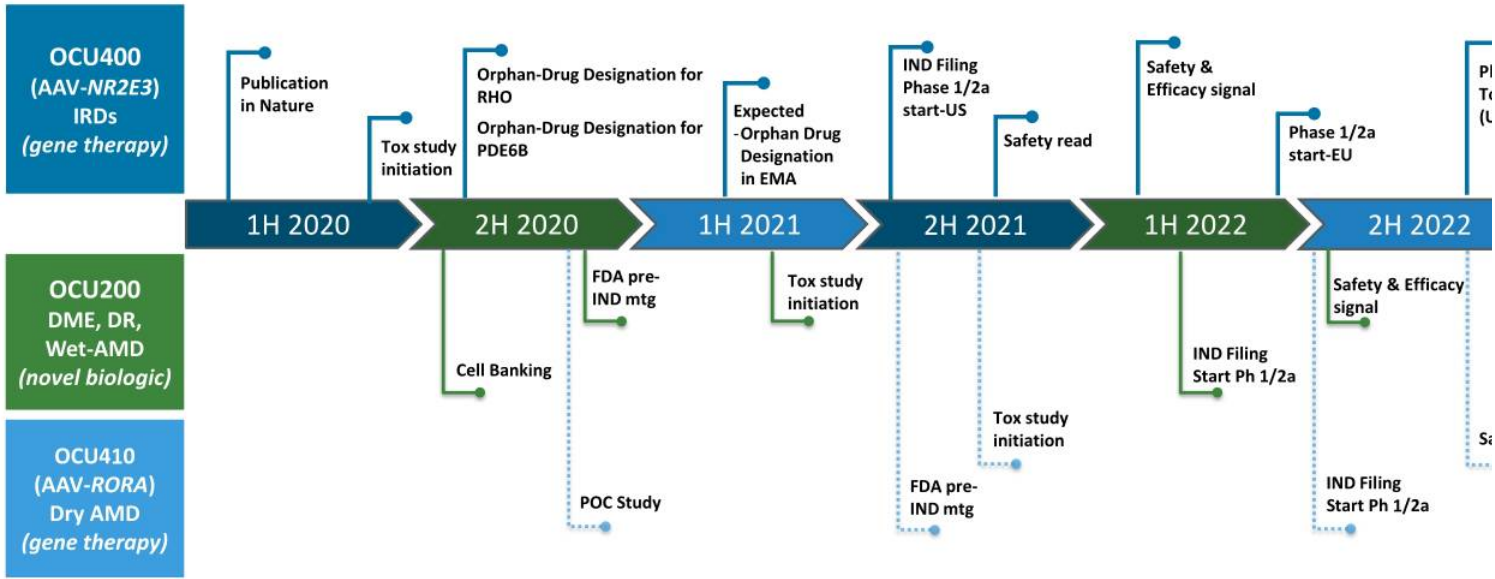 OCU400
(AAV-NR2E3)
IRDs
(gene therapy)
Publication
in Nature
Tox study
initiation
Orphan-Drug Designation for
RHO
Orphan-Drug Designation for
PDE6B
Expected
-Orphan Drug
Designation
in EMA
IND Filing
Phase 1/2a
start-US
Safety read
Safety &
Efficacy signal
Phase 1/2a
start-EU
1H 2020
2H 2020
1H 2021
2H 2021
1H 2022
2H 2022
OCU200
DME, DR,
Wet-AMD
(novel biologic)
Cell Banking
FDA pre-
IND mtg
Tox study
initiation
IND Filing
Start Ph 1/2a
Safety & Efficacy
signal
OCU410
(AAV-RORA)
Dry AMD
(gene therapy)
POC Study
FDA pre-
IND mtg
Tox study
initiation
IND Filing
Start Ph 1/2a